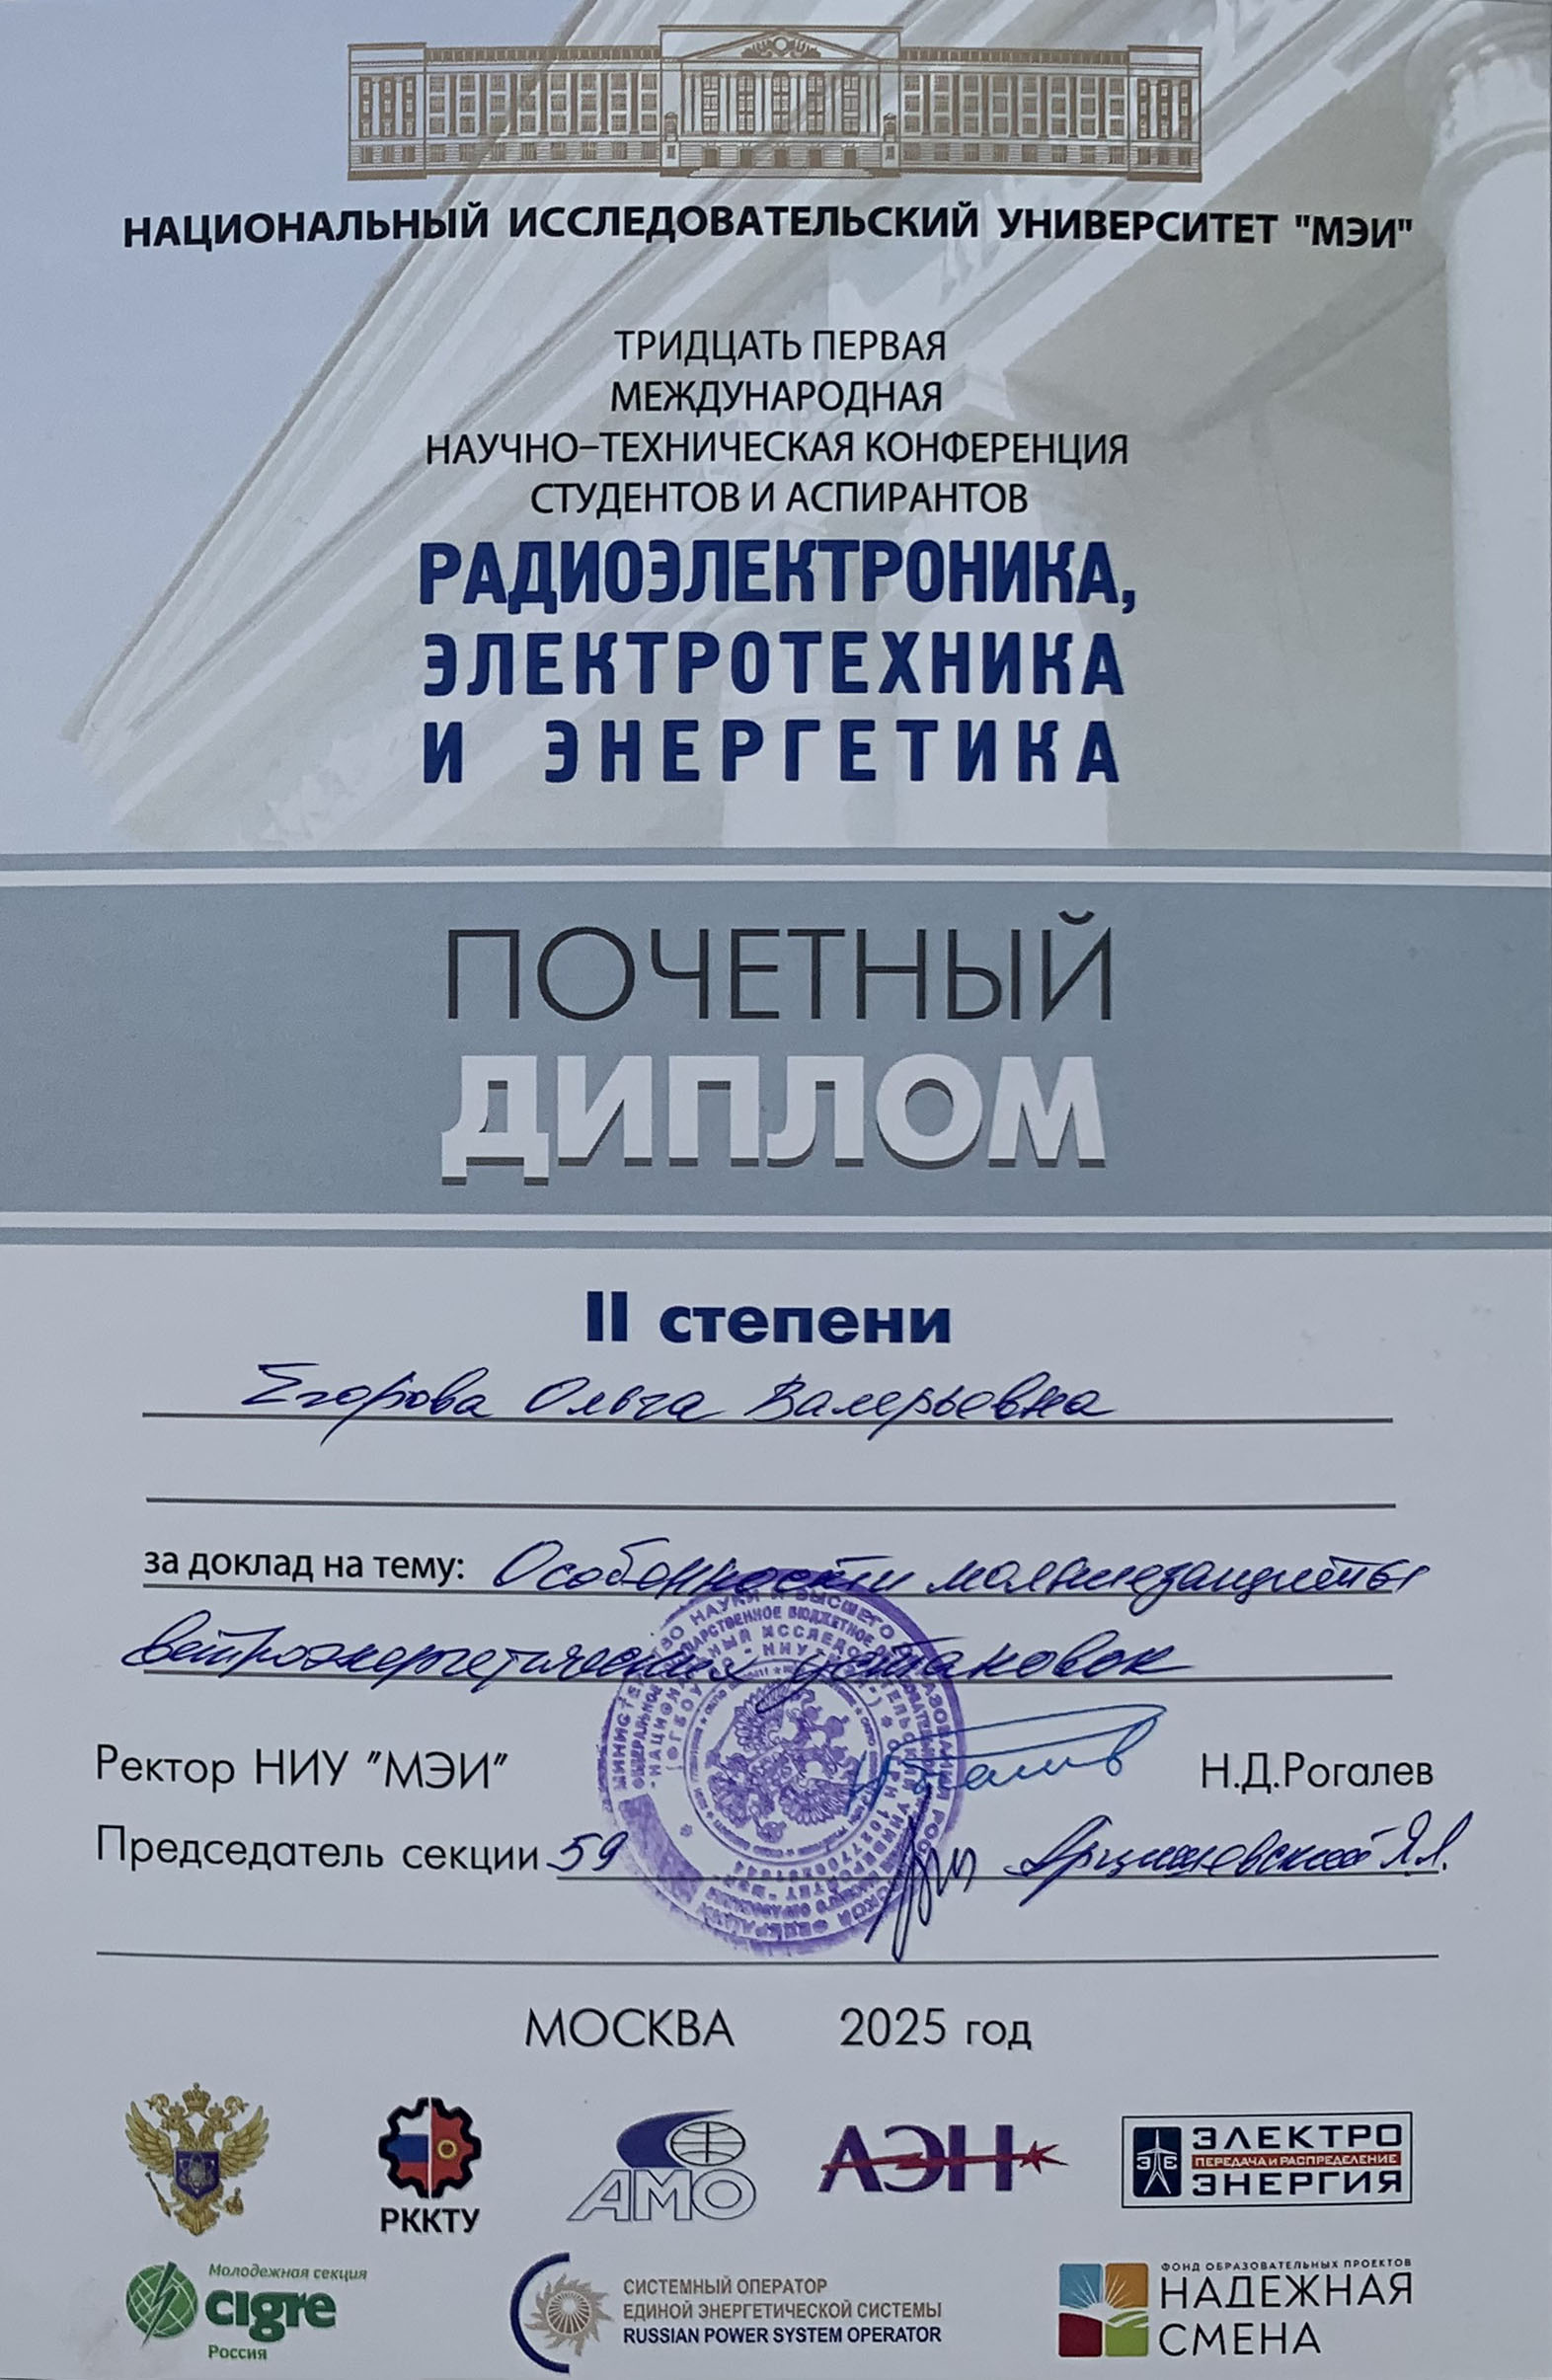 НАЦИОНАЛЬНЫЙ ИССЛЕДОВАТЕЛЬСКИЙ УНИВЕРСИТЕТ "МЭИ"
ТРИДЦАТЬ ПЕРВАЯ
МЕЖДУНАРОДНАЯ
НАУЧНО–ТЕХНИЧЕСКАЯ КОНФЕРЕНЦИЯ
СТУДЕНТОВ И АСПИРАНТОВ
РАДИОЭЛЕКТРОНИКА,
ЭЛЕКТРОТЕХНИКА
И ЭНЕРГЕТИКА
ПОЧЕТНЫЙ
ДИПЛОМ
II степени
Егорова Ольга Валерьевна
за доклад на тему: Особенности молниезащиты
ветроэнергетических установок
Ректор НИУ "МЭИ" Н.Д.Рогалев
Председатель секции 59
МОСКВА 2025 год
РККТУ
АМО
АЭН
ЭЛЕКТРО
ПЕРЕДАЧА И РАСПРЕДЕЛЕНИЕ
ЭНЕРГИЯ
Молодежная секция
cigre
Россия
СИСТЕМНЫЙ ОПЕРАТОР
ЕДИНОЙ ЭНЕРГЕТИЧЕСКОЙ СИСТЕМЫ
RUSSIAN POWER SYSTEM OPERATOR
ФОНД ОБРАЗОВАТЕЛЬНЫХ ПРОЕКТОВ
НАДЕЖНАЯ
СМЕНА